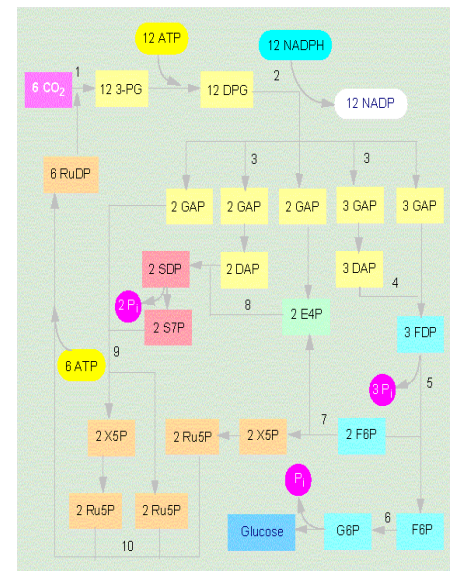 12 ATP
12 NADPH
1
2
6 CO2
12 3-PG
12 DPG
12 NADP
3
3
6 RuDP
2 GAP
2 GAP
2 GAP
3 GAP
3 GAP
2 SDP
2 DAP
3 DAP
4
2 Pi
8
2 S7P
2 E4P
3 FDP
9
6 ATP
3 Pi
5
7
2 X5P
2 Ru5P
2 X5P
2 F6P
Pi
2 Ru5P
2 Ru5P
6
Glucose
G6P
F6P
10